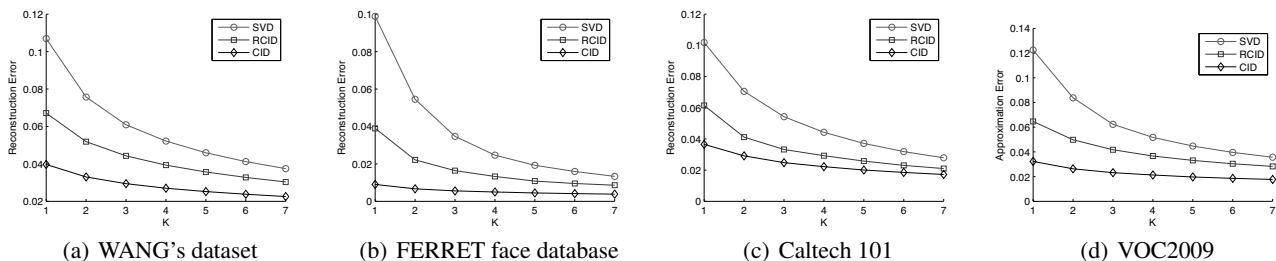 0.12
0.1
0.08
0.06
0.04
0.02
Reconstruction Error
1 2 3 4 5 6 7
K
SVD
RCID
CID
(a) WANG's dataset
0.1
0.08
0.06
0.04
0.02
0
Reconstruction Error
1 2 3 4 5 6 7
K
SVD
RCID
CID
(b) FERRET face database
0.12
0.1
0.08
0.06
0.04
0.02
0
Reconstruction Error
1 2 3 4 5 6 7
K
SVD
RCID
CID
(c) Caltech 101
0.14
0.12
0.1
0.08
0.06
0.04
0.02
0
Approximation Error
1 2 3 4 5 6 7
K
SVD
RCID
CID
(d) VOC2009